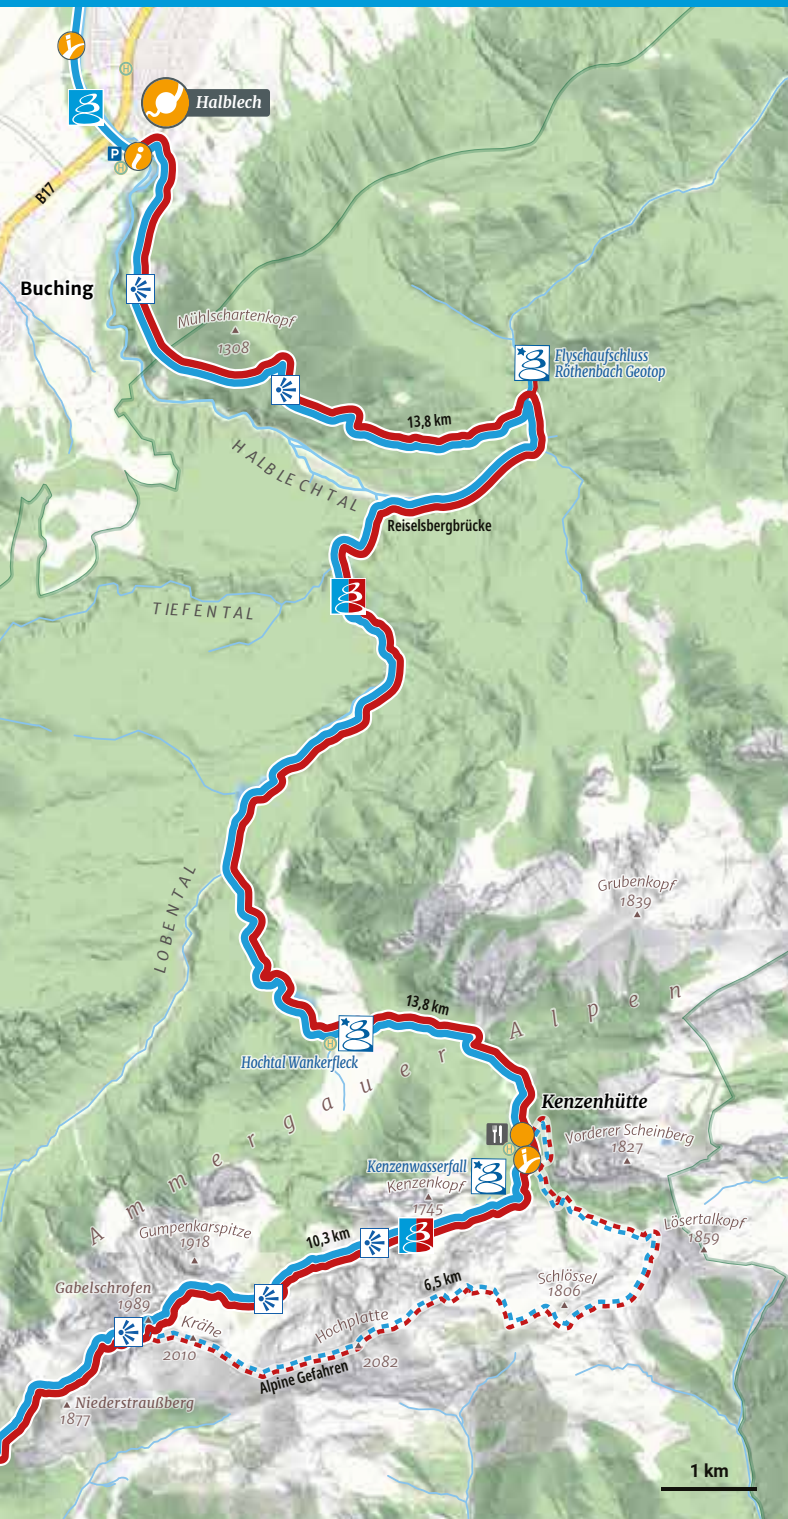 H
Halblech
P
i
H
B17
Buching
Mühlschartenkopf
1308
Flyschaufschluss
Röthenbach Geotop
13,8 km
HALBLECHTAL
Reiselsbergbrücke
TIEFENTAL
LOBENTAL
Grubenkopf
1839
13,8 km
H
Hochtal Wankerfleck
Ammergauer Alpen
Kenzenhütte
Vorderer Scheinberg
1827
H
Kenzenwasserfall
Kenzenkopf
1745
Lösertalkopf
1859
Gumpenkarspitze
1918
10,3 km
6,5 km
Schlössel
1806
Gabelschrofen
1989
Krähe
2010
Hochplatte
2082
Alpine Gefahren
Niederstraußberg
1877
1 km